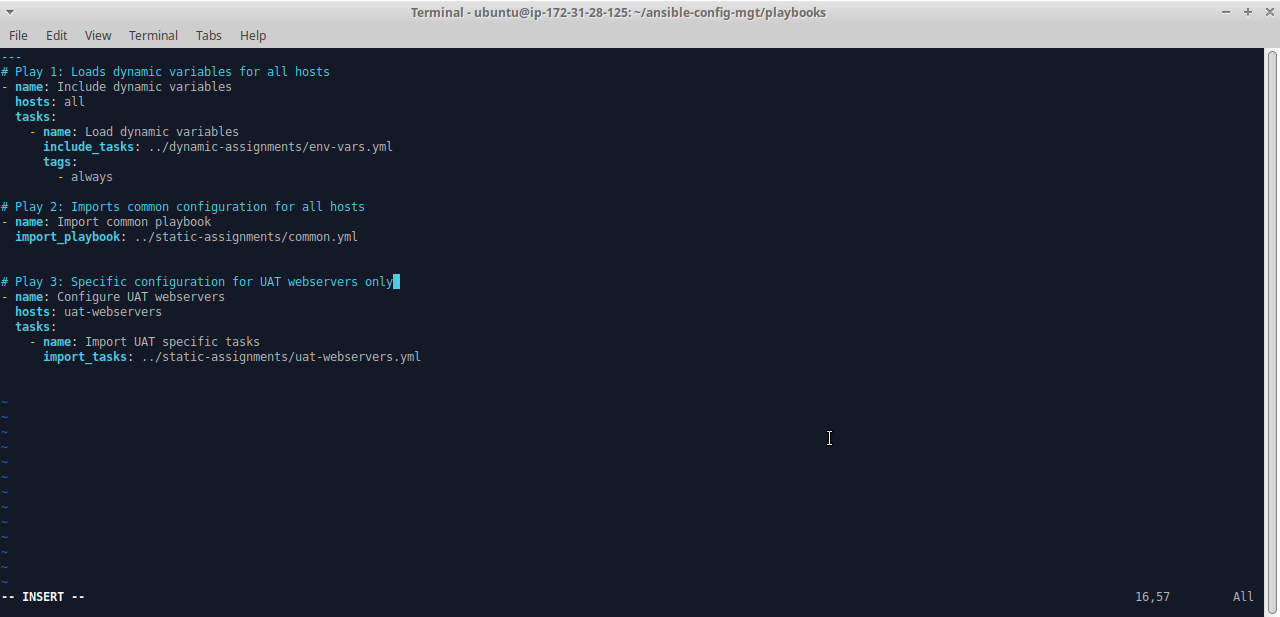 Terminal - ubuntu@ip-172-31-28-125: ~/ansible-config-mgt/playbooks
File Edit View Terminal Tabs Help
---
# Play 1: Loads dynamic variables for all hosts
- name: Include dynamic variables
  hosts: all
  tasks:
    - name: Load dynamic variables
      include_tasks: ../dynamic-assignments/env-vars.yml
      tags:
        - always
# Play 2: Imports common configuration for all hosts
- name: Import common playbook
  import_playbook: ../static-assignments/common.yml
# Play 3: Specific configuration for UAT webservers only
- name: Configure UAT webservers
  hosts: uat-webservers
  tasks:
    - name: Import UAT specific tasks
      import_tasks: ../static-assignments/uat-webservers.yml
~
~
~
~
~
~
~
~
~
~
~
~
~
-- INSERT -- 16,57 All